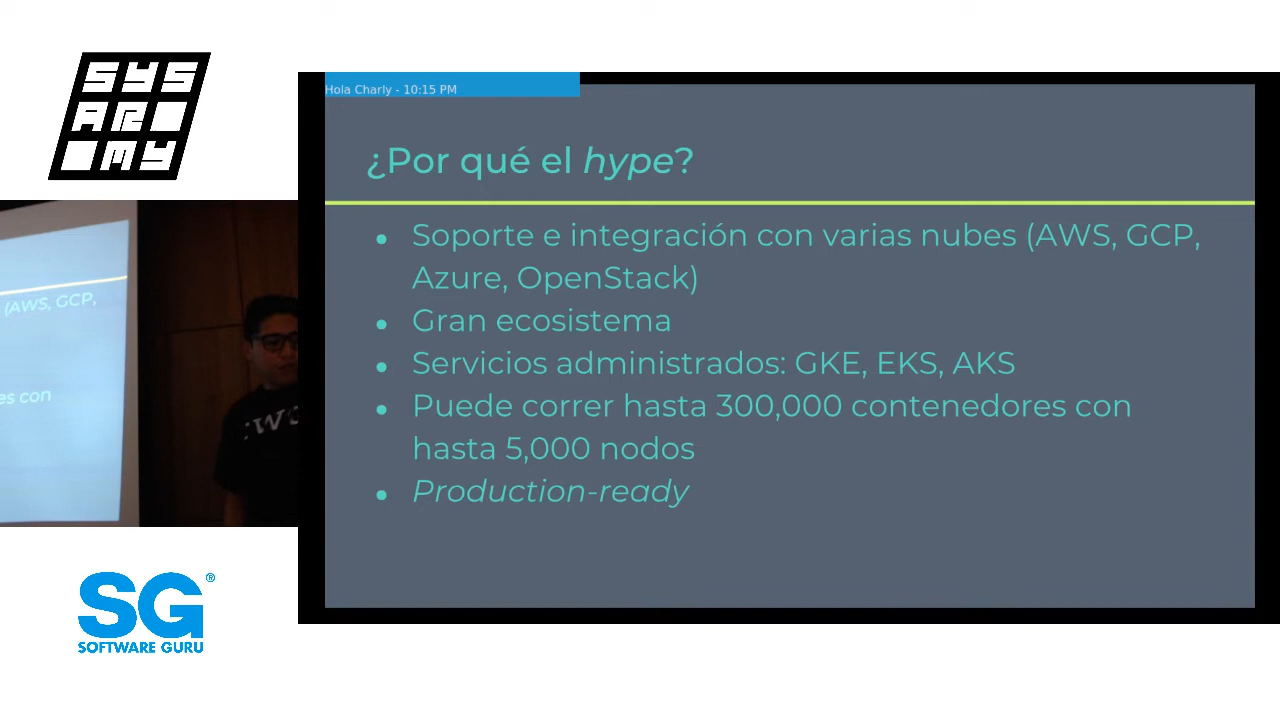 SYS
ARMY
Hola Charly - 10:15 PM
¿Por qué el hype?
● Soporte e integración con varias nubes (AWS, GCP,
Azure, OpenStack)
● Gran ecosistema
● Servicios administrados: GKE, EKS, AKS
● Puede correr hasta 300,000 contenedores con
hasta 5,000 nodos
● Production-ready
(AWS, GCP,
es con
SG®
SOFTWARE GURU